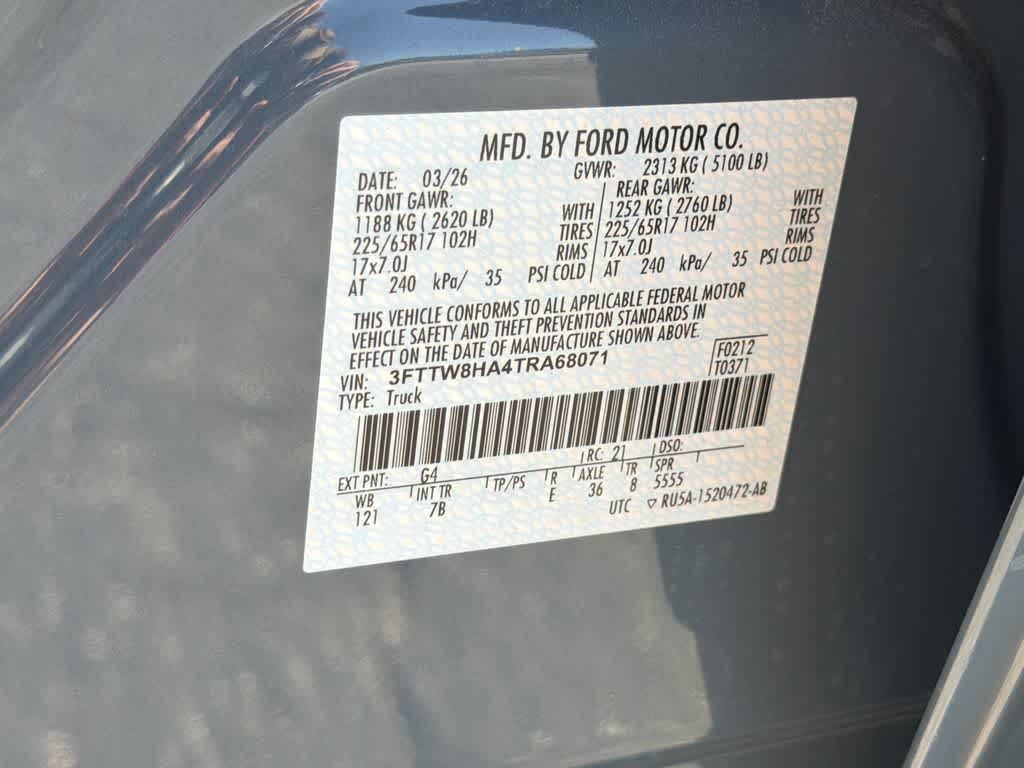 MFD. BY FORD MOTOR CO.
DATE: 03/26 GVWR: 2313 KG ( 5100 LB)
FRONT GAWR: REAR GAWR:
1188 KG ( 2620 LB) WITH 1252 KG ( 2760 LB) WITH
225/65R17 102H TIRES 225/65R17 102H TIRES
17x7.0J RIMS 17x7.0J RIMS
AT 240 kPa/ 35 PSI COLD AT 240 kPa/ 35 PSI COLD
THIS VEHICLE CONFORMS TO ALL APPLICABLE FEDERAL MOTOR
VEHICLE SAFETY AND THEFT PREVENTION STANDARDS IN
EFFECT ON THE DATE OF MANUFACTURE SHOWN ABOVE.
VIN: 3FTTW8HA4TRA68071 F0212
TYPE: Truck T0371
EXT PNT: G4 RC: 21 DSO:
WB INT TR TP/PS R AXLE TR SPR
121 7B E 36 8 5555
UTC ▽ RU5A-1520472-AB